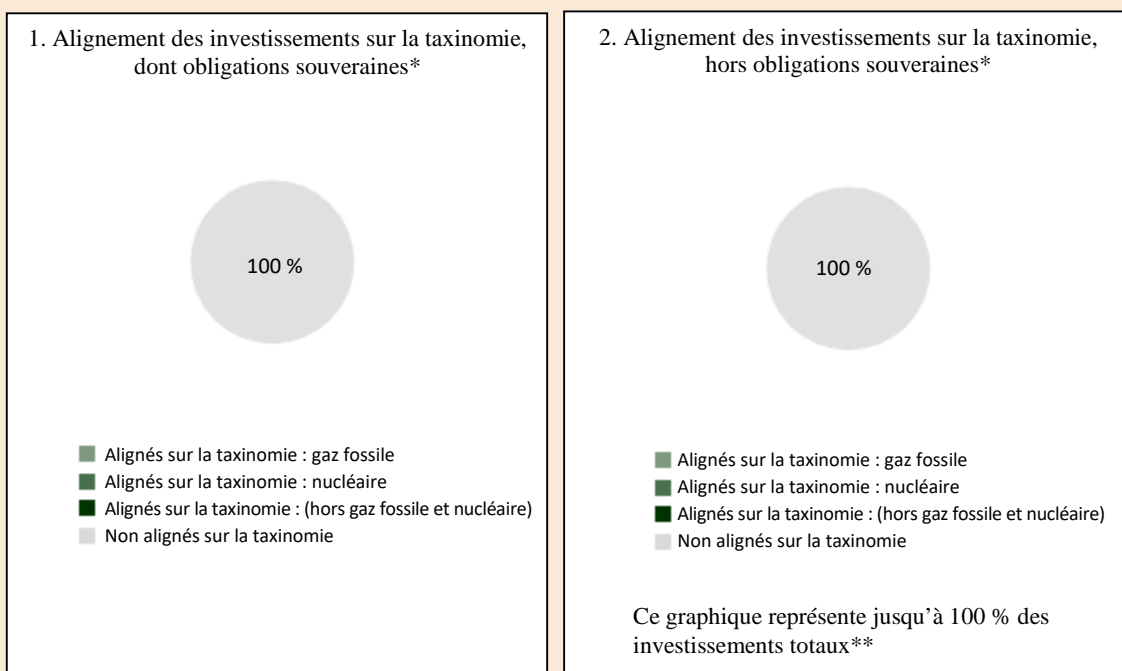 1. Alignement des investissements sur la taxinomie,
dont obligations souveraines*
100 %
Alignés sur la taxinomie : gaz fossile
Alignés sur la taxinomie : nucléaire
Alignés sur la taxinomie : (hors gaz fossile et nucléaire)
Non alignés sur la taxinomie
2. Alignement des investissements sur la taxinomie,
hors obligations souveraines*
100 %
Alignés sur la taxinomie : gaz fossile
Alignés sur la taxinomie : nucléaire
Alignés sur la taxinomie : (hors gaz fossile et nucléaire)
Non alignés sur la taxinomie
Ce graphique représente jusqu’à 100 % des
investissements totaux**